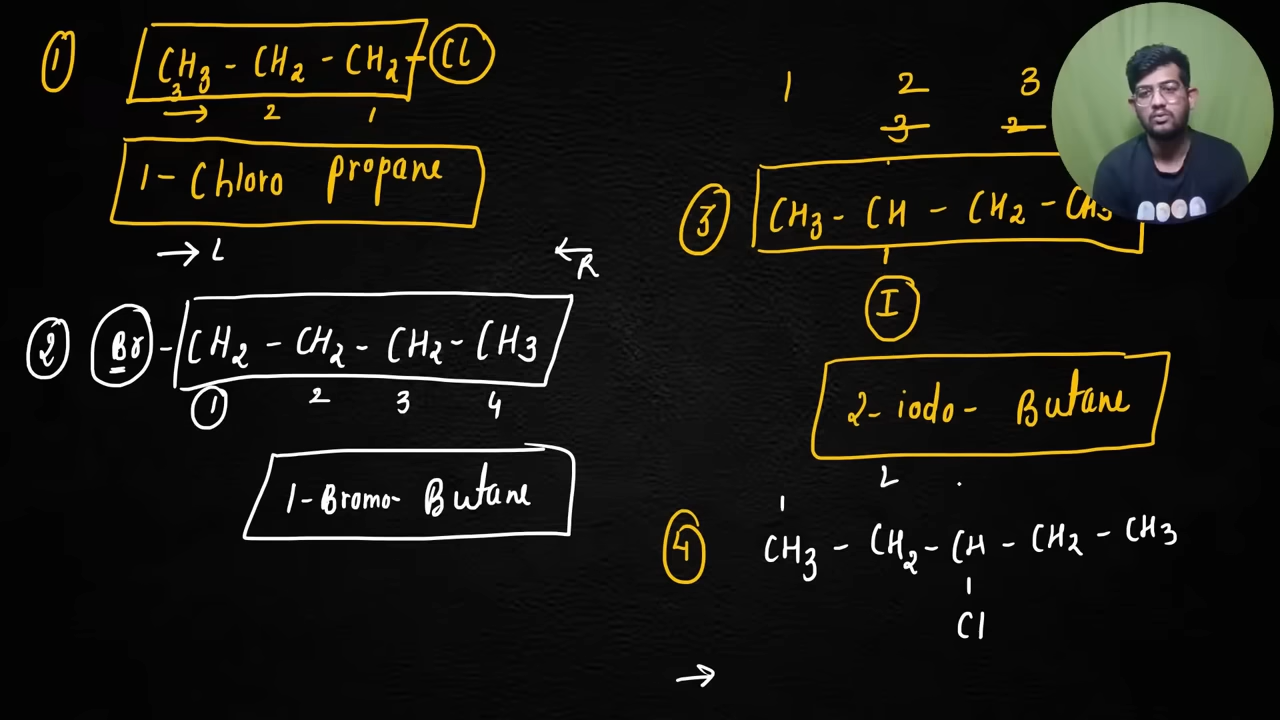 ① CH3 - CH2 - CH2 - Cl
3 2 1
1- Chloro propane
→ L ← R
② Br - CH2 - CH2 - CH2 - CH3
1 2 3 4
1-Bromo- Butane
1 2 3
3 2
③ CH3 - CH - CH2 - CH3
I
2- iodo- Butane
1 2
④ CH3 - CH2 - CH - CH2 - CH3
Cl
→